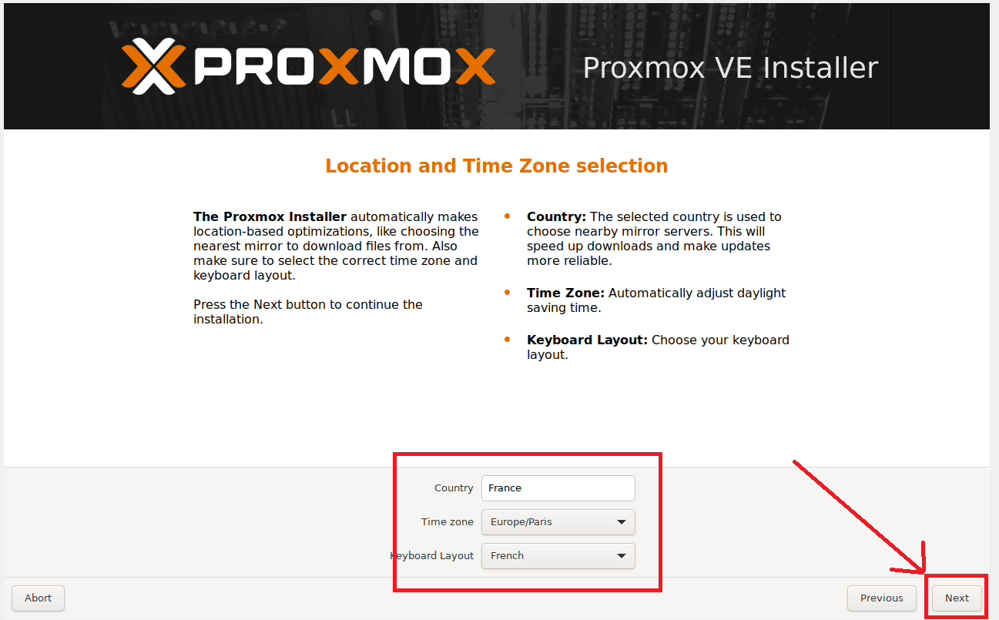 PROXMOX
Proxmox VE Installer
Location and Time Zone selection
The Proxmox Installer automatically makes
location-based optimizations, like choosing the
nearest mirror to download files from. Also
make sure to select the correct time zone and
keyboard layout.
Press the Next button to continue the
installation.
Country: The selected country is used to
choose nearby mirror servers. This will
speed up downloads and make updates
more reliable.
Time Zone: Automatically adjust daylight
saving time.
Keyboard Layout: Choose your keyboard
layout.
Country France
Time zone Europe/Paris
Keyboard Layout French
Abort Previous Next